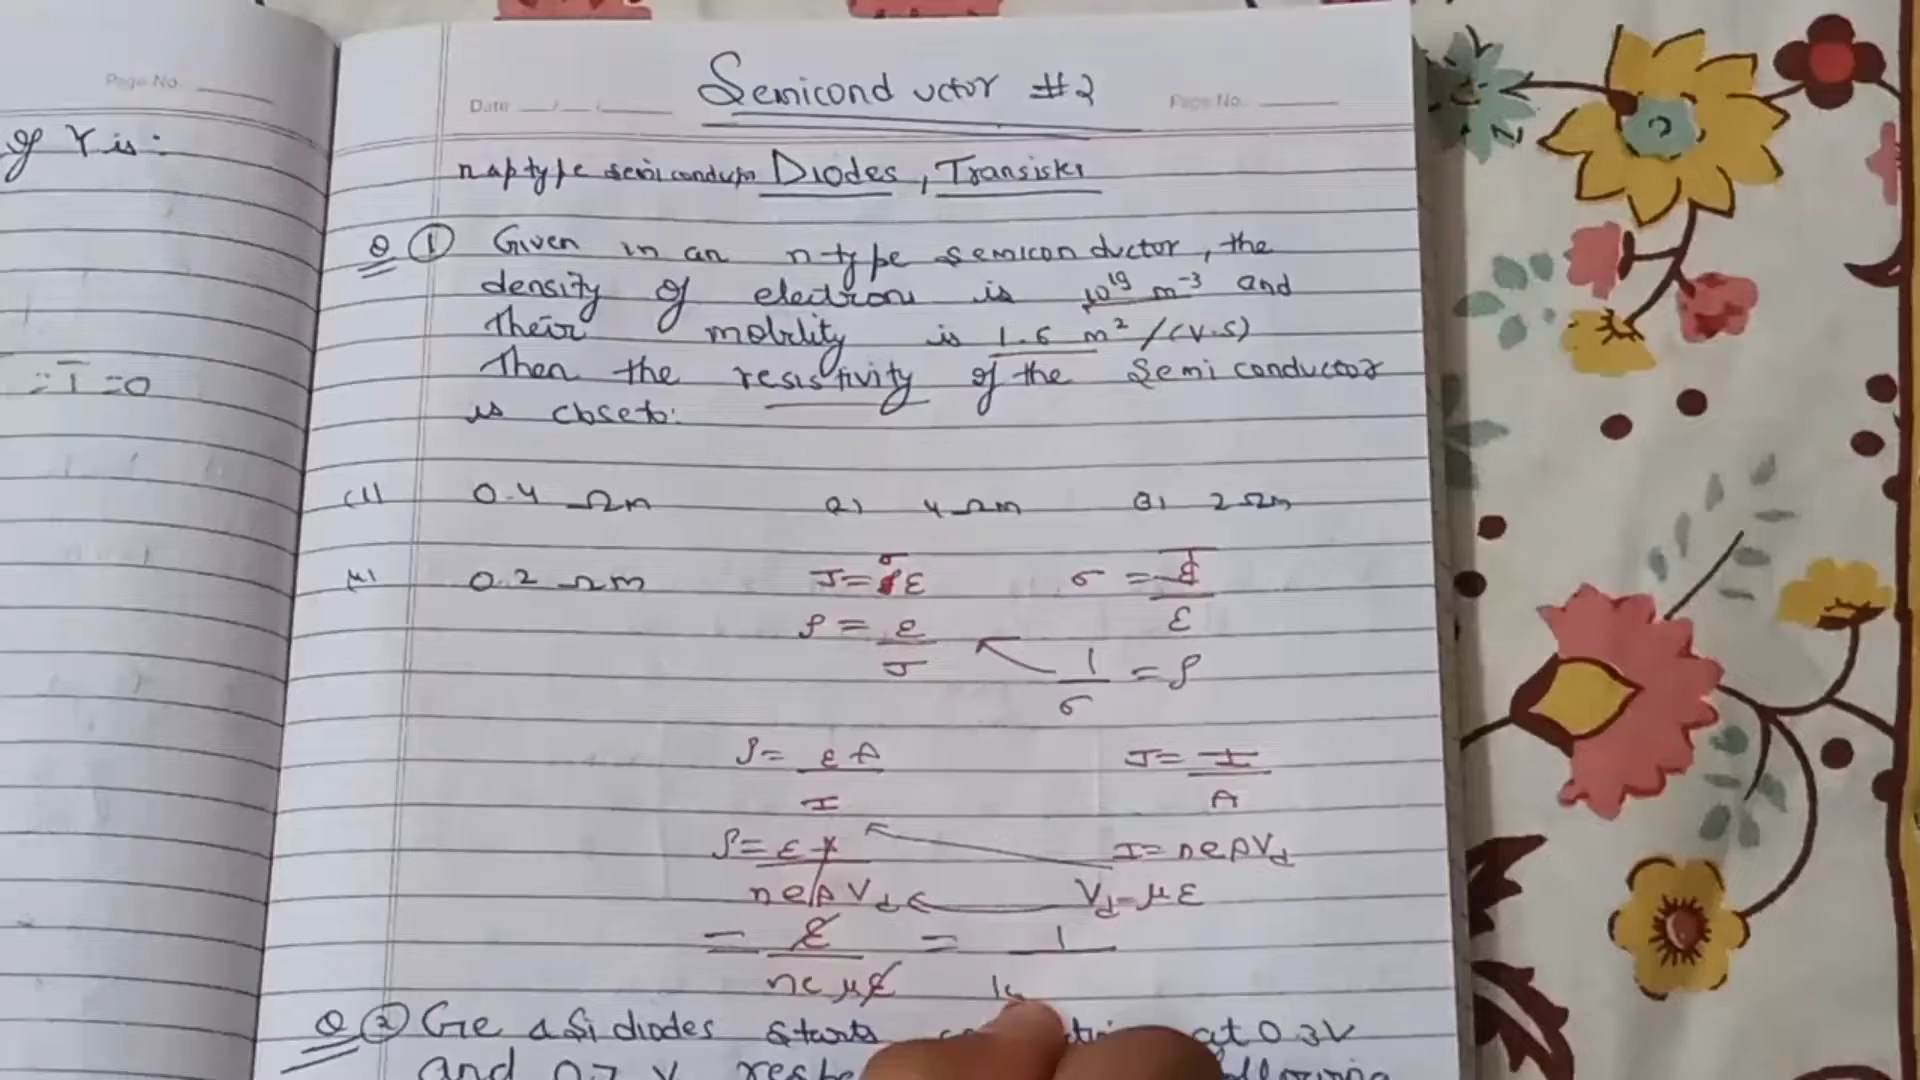 Page No.
of Y is:
= I = 0
Date
Semiconductor #2
Page No.
n a p type semiconductor Diodes, Transistor
Q ① Given in an n-type semiconductor, the
density of electrons is 10¹⁹ m⁻³ and
Their mobility is 1.6 m²/(V.S)
Then the resistivity of the Semiconductor
is close to:
(1) 0.4 Ωm 2) 4 Ωm 3) 2 Ωm
4) 0.2 Ωm J = σE σ = J/E
ρ = E/J
1/σ = ρ
ρ = EA/I J = I/A
ρ = EA/neAVd I = neAVd
Vd = μE
= E/neμE = 1/
Q ② Ge & Si diodes starts at 0.3V
and 0.7 V